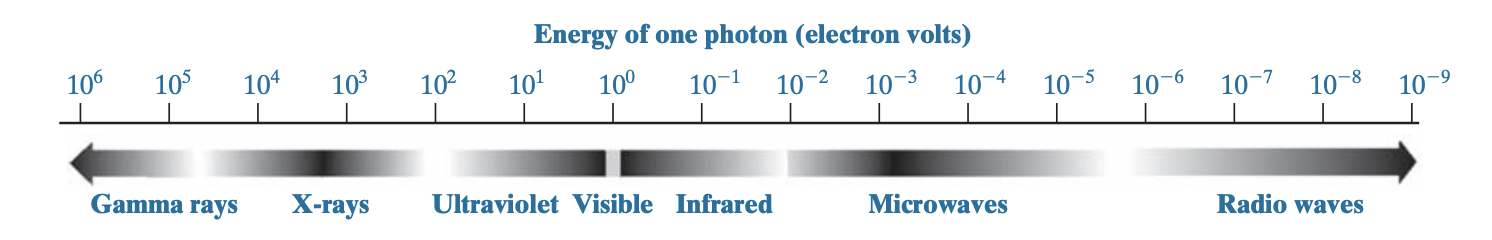 Energy of one photon (electron volts)
10⁶ 10⁵ 10⁴ 10³ 10² 10¹ 10⁰ 10⁻¹ 10⁻² 10⁻³ 10⁻⁴ 10⁻⁵ 10⁻⁶ 10⁻⁷ 10⁻⁸ 10⁻⁹
Gamma rays X-rays Ultraviolet Visible Infrared Microwaves Radio waves